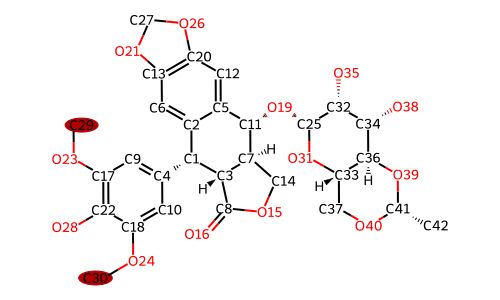 C27 O26
O21 C20
C13 C12 O35
C29 C6 C5 O19 C32 O38
C2 C11 C25 C34
O23 C9 C1 C7 H O31 C36 O39
C17 C4 C3 C14 H C33 H
C22 C10 H C8 O15 C37 C41
O28 C18 O16 O40 C42
O24
C30